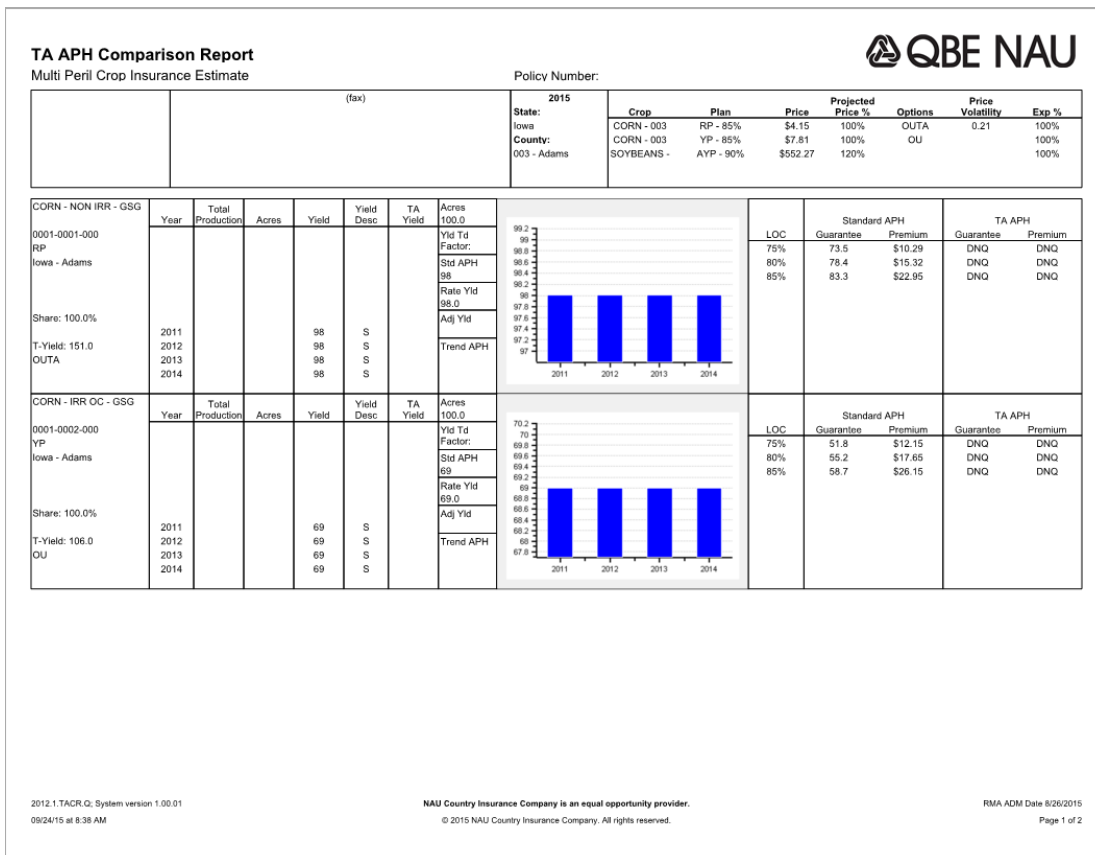 TA APH Comparison Report
Multi Peril Crop Insurance Estimate
Policy Number:
QBE NAU
(fax)
2015
State:
Iowa
County:
003 - Adams
Crop Plan Price Projected Price % Options Price Volatility Exp %
CORN - 003 RP - 85% $4.15 100% OUTA 0.21 100%
CORN - 003 YP - 85% $7.81 100% OU 100%
SOYBEANS - AYP - 90% $552.27 120% 100%
CORN - NON IRR - GSG
0001-0001-000
RP
Iowa - Adams
Share: 100.0%
T-Yield: 151.0
OUTA
Year Total Production Acres Yield Yield Desc TA Yield
2011 98 S
2012 98 S
2013 98 S
2014 98 S
Acres
100.0
Yld Td
Factor:
Std APH
98
Rate Yld
98.0
Adj Yld
Trend APH
99.2
99
98.8
98.6
98.4
98.2
98
97.8
97.6
97.4
97.2
97
2011 2012 2013 2014
Standard APH TA APH
LOC Guarantee Premium Guarantee Premium
75% 73.5 $10.29 DNQ DNQ
80% 78.4 $15.32 DNQ DNQ
85% 83.3 $22.95 DNQ DNQ
CORN - IRR OC - GSG
0001-0002-000
YP
Iowa - Adams
Share: 100.0%
T-Yield: 106.0
OU
Year Total Production Acres Yield Yield Desc TA Yield
2011 69 S
2012 69 S
2013 69 S
2014 69 S
Acres
100.0
Yld Td
Factor:
Std APH
69
Rate Yld
69.0
Adj Yld
Trend APH
70.2
70
69.8
69.6
69.4
69.2
69
68.8
68.6
68.4
68.2
68
67.8
2011 2012 2013 2014
Standard APH TA APH
LOC Guarantee Premium Guarantee Premium
75% 51.8 $12.15 DNQ DNQ
80% 55.2 $17.65 DNQ DNQ
85% 58.7 $26.15 DNQ DNQ
2012.1.TACR.Q; System version 1.00.01
NAU Country Insurance Company is an equal opportunity provider.
RMA ADM Date 8/26/2015
09/24/15 at 8:38 AM
© 2015 NAU Country Insurance Company. All rights reserved.
Page 1 of 2